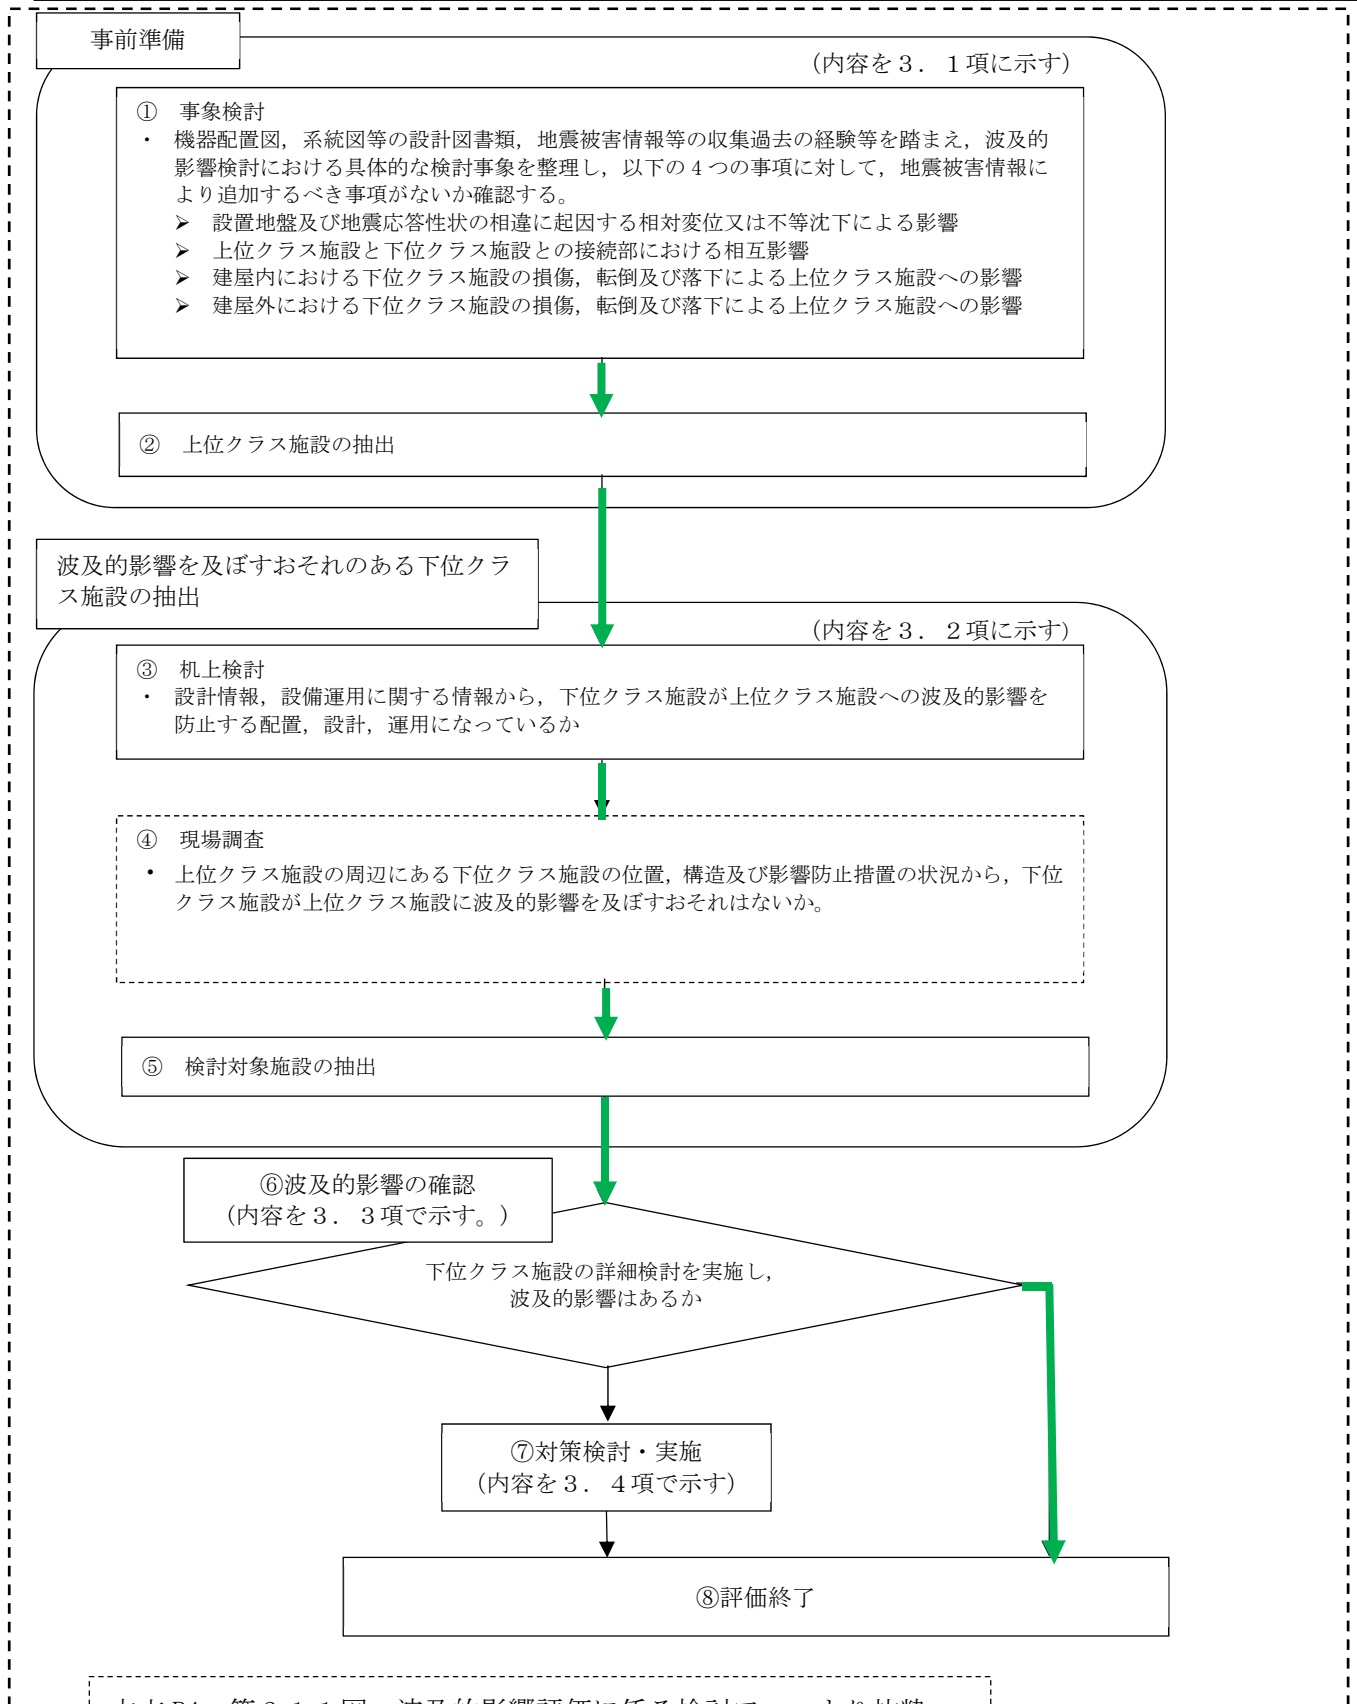 事前準備
（内容を３．１項に示す）
① 事象検討
・ 機器配置図，系統図等の設計図書類，地震被害情報等の収集過去の経験等を踏まえ，波及的
影響検討における具体的な検討事象を整理し，以下の 4 つの事項に対して，地震被害情報に
より追加するべき事項がないか確認する。
➢ 設置地盤及び地震応答性状の相違に起因する相対変位又は不等沈下による影響
➢ 上位クラス施設と下位クラス施設との接続部における相互影響
➢ 建屋内における下位クラス施設の損傷，転倒及び落下による上位クラス施設への影響
➢ 建屋外における下位クラス施設の損傷，転倒及び落下による上位クラス施設への影響
② 上位クラス施設の抽出
波及的影響を及ぼすおそれのある下位クラ
ス施設の抽出
（内容を３．２項に示す）
③ 机上検討
・ 設計情報，設備運用に関する情報から，下位クラス施設が上位クラス施設への波及的影響を
防止する配置，設計，運用になっているか
④ 現場調査
・ 上位クラス施設の周辺にある下位クラス施設の位置，構造及び影響防止措置の状況から，下位
クラス施設が上位クラス施設に波及的影響を及ぼすおそれはないか。
⑤ 検討対象施設の抽出
⑥波及的影響の確認
（内容を３．３項で示す。）
下位クラス施設の詳細検討を実施し，
波及的影響はあるか
⑦対策検討・実施
（内容を３．４項で示す）
⑧評価終了